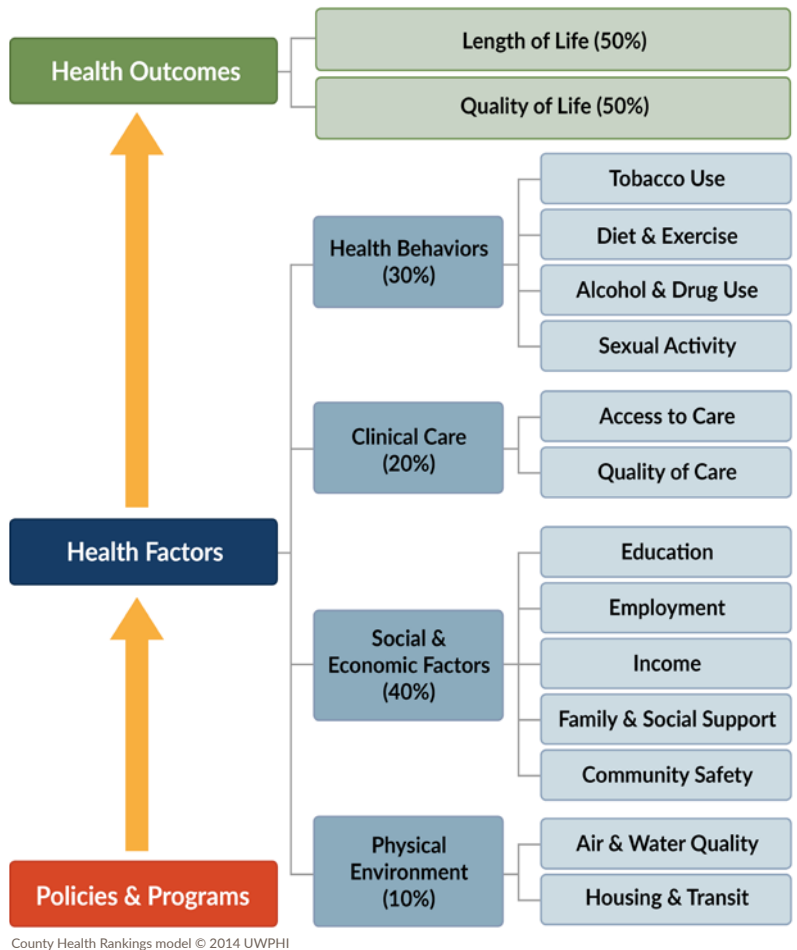 Health Outcomes
Length of Life (50%)
Quality of Life (50%)
Health Behaviors
(30%)
Tobacco Use
Diet & Exercise
Alcohol & Drug Use
Sexual Activity
Clinical Care
(20%)
Access to Care
Quality of Care
Health Factors
Social &
Economic Factors
(40%)
Education
Employment
Income
Family & Social Support
Community Safety
Physical
Environment
(10%)
Air & Water Quality
Housing & Transit
Policies & Programs
County Health Rankings model © 2014 UWPHI